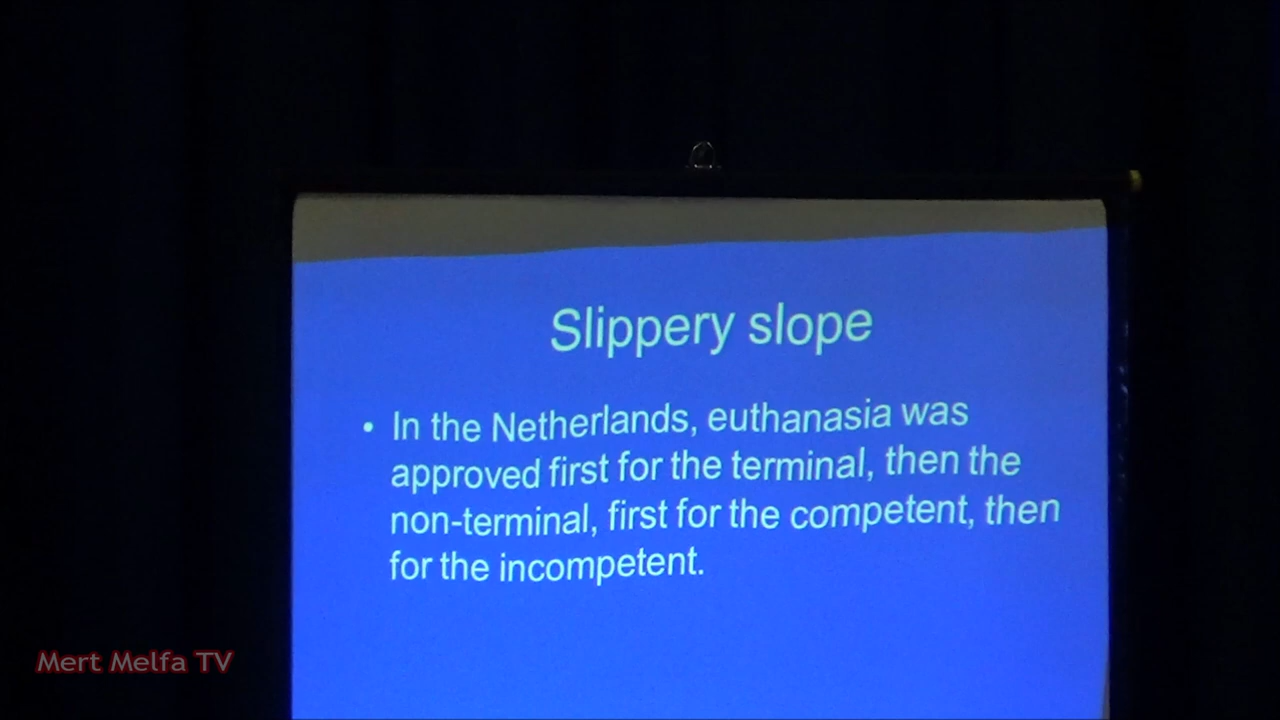 Slippery slope
• In the Netherlands, euthanasia was
approved first for the terminal, then the
non-terminal, first for the competent, then
for the incompetent.
Mert Melfa TV